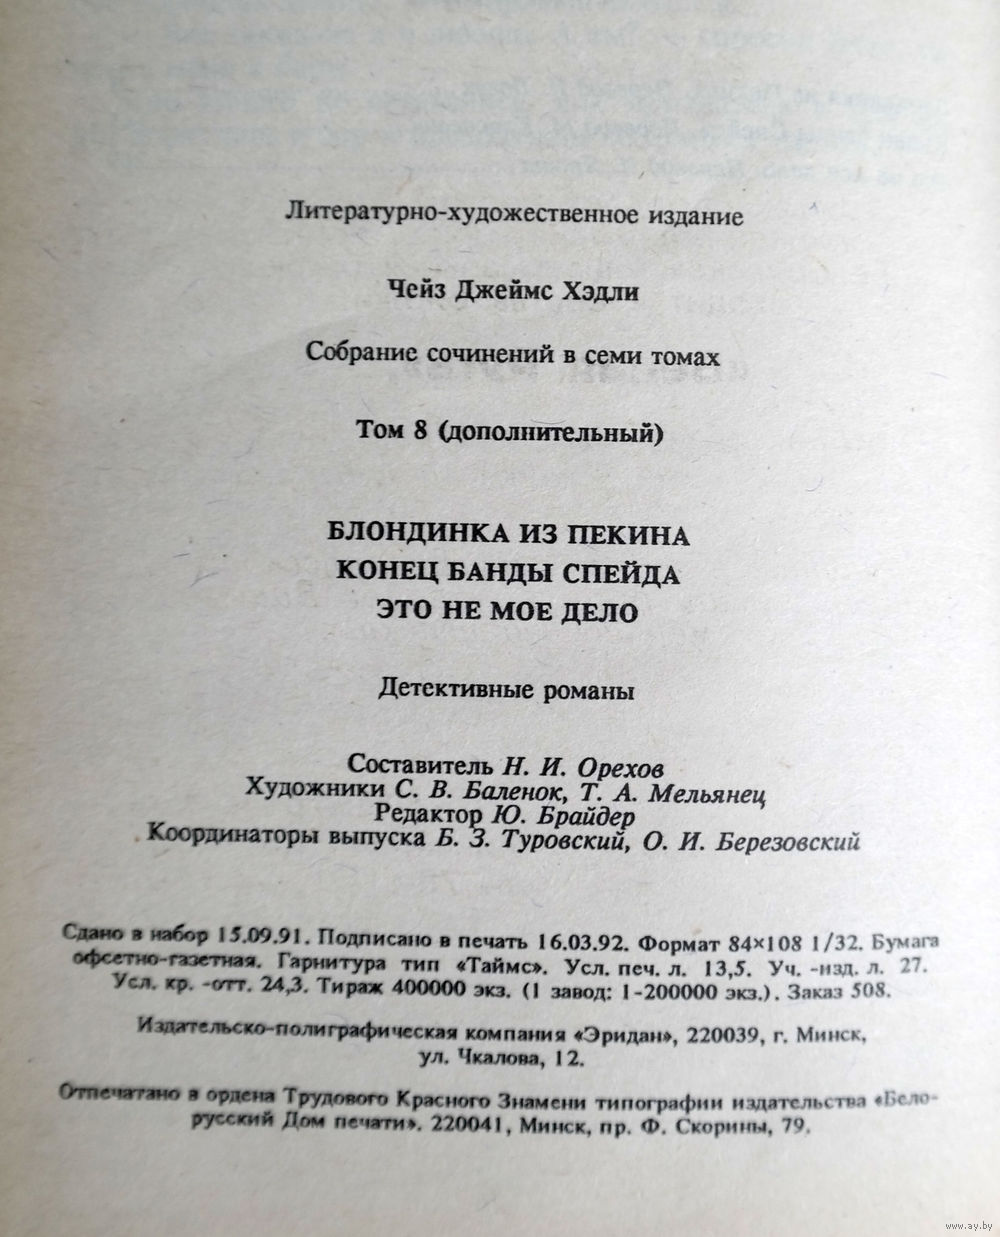 Литературно-художественное издание
Чейз Джеймс Хэдли
Собрание сочинений в семи томах
Том 8 (дополнительный)
БЛОНДИНКА ИЗ ПЕКИНА
КОНЕЦ БАНДЫ СПЕЙДА
ЭТО НЕ МОЕ ДЕЛО
Детективные романы
Составитель Н. И. Орехов
Художники С. В. Баленок, Т. А. Мельянец
Редактор Ю. Брайдер
Координаторы выпуска Б. З. Туровский, О. И. Березовский
Сдано в набор 15.09.91. Подписано в печать 16.03.92. Формат 84×108 1/32. Бумага
офсетно-газетная. Гарнитура тип «Таймс». Усл. печ. л. 13,5. Уч. -изд. л. 27.
Усл. кр. -отт. 24,3. Тираж 400000 экз. (1 завод: 1-200000 экз.). Заказ 508.
Издательско-полиграфическая компания «Эридан», 220039, г. Минск,
ул. Чкалова, 12.
Отпечатано в ордена Трудового Красного Знамени типографии издательства «Бело-
русский Дом печати». 220041, Минск, пр. Ф. Скорины, 79.
www.ay.by